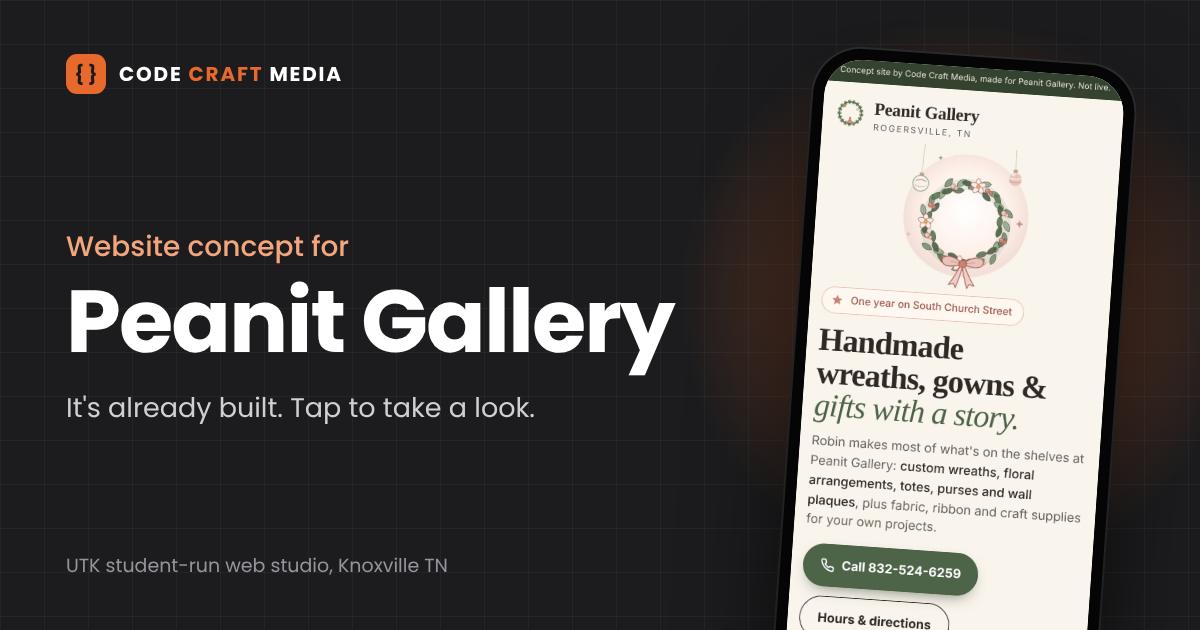 { } CODE CRAFT MEDIA
Website concept for
Peanit Gallery
It's already built. Tap to take a look.
UTK student-run web studio, Knoxville TN
Concept site by Code Craft Media, made for Peanit Gallery. Not live.
Peanit Gallery
ROGERSVILLE, TN
One year on South Church Street
Handmade
wreaths, gowns &
gifts with a story.
Robin makes most of what's on the shelves at
Peanit Gallery: custom wreaths, floral
arrangements, totes, purses and wall
plaques, plus fabric, ribbon and craft supplies
for your own projects.
Call 832-524-6259
Hours & directions